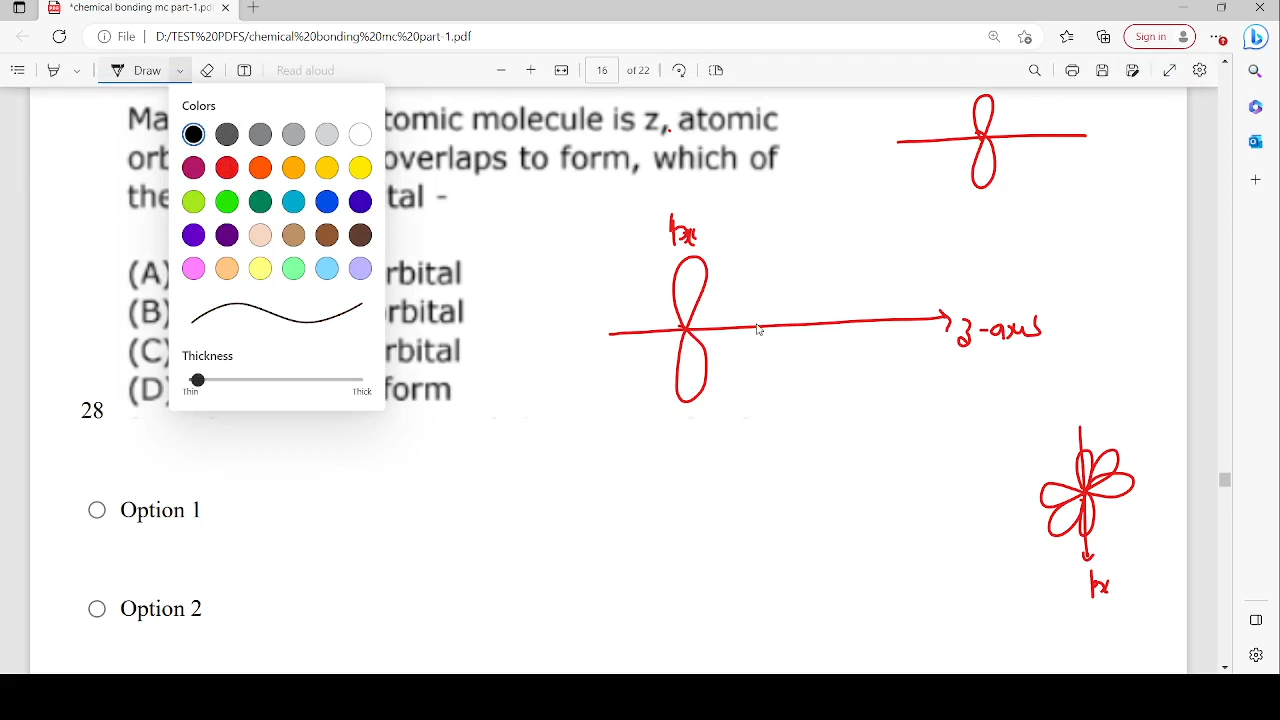 *chemical bonding mc part-1.pd
File D:/TEST%20PDFS/chemical%20bonding%20mc%20part-1.pdf
Sign in
Draw
Read aloud
16 of 22
Colors
Ma tomic molecule is z, atomic
orb overlaps to form, which of
the tal -
px
(A) rbital
(B) rbital
z-axis
(C) rbital
(D) form
Thickness
Thin Thick
28
Option 1
px
Option 2